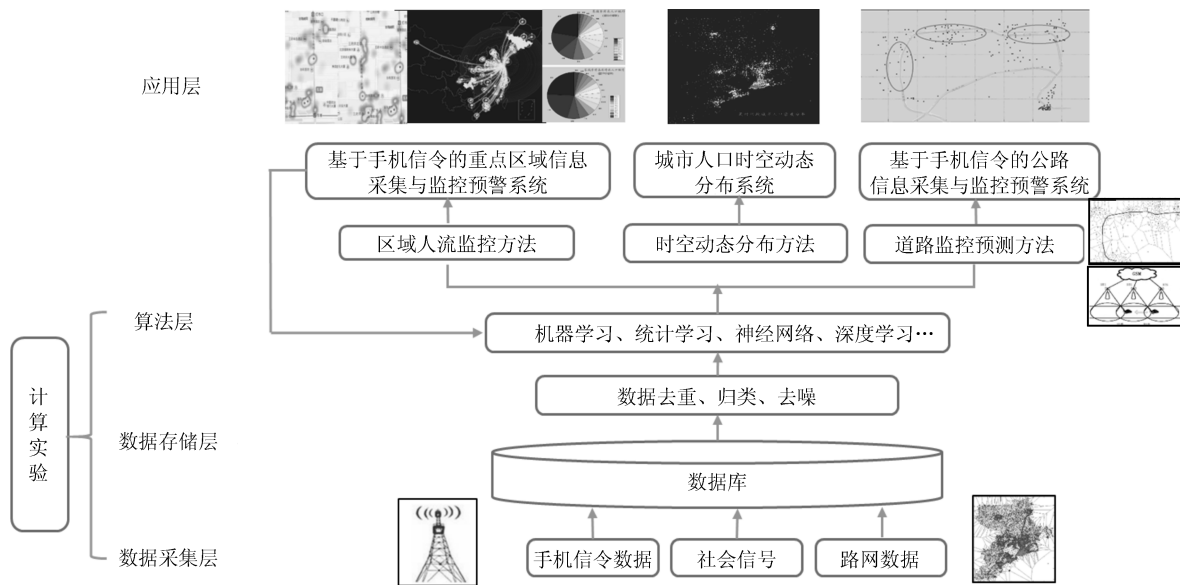 应用层
基于手机信令的重点区域信息
采集与监控预警系统
城市人口时空动态
分布系统
基于手机信令的公路
信息采集与监控预警系统
区域人流监控方法
时空动态分布方法
道路监控预测方法
算法层
机器学习、统计学习、神经网络、深度学习…
数据去重、归类、去噪
计算实验
数据存储层
数据库
数据采集层
手机信令数据
社会信号
路网数据